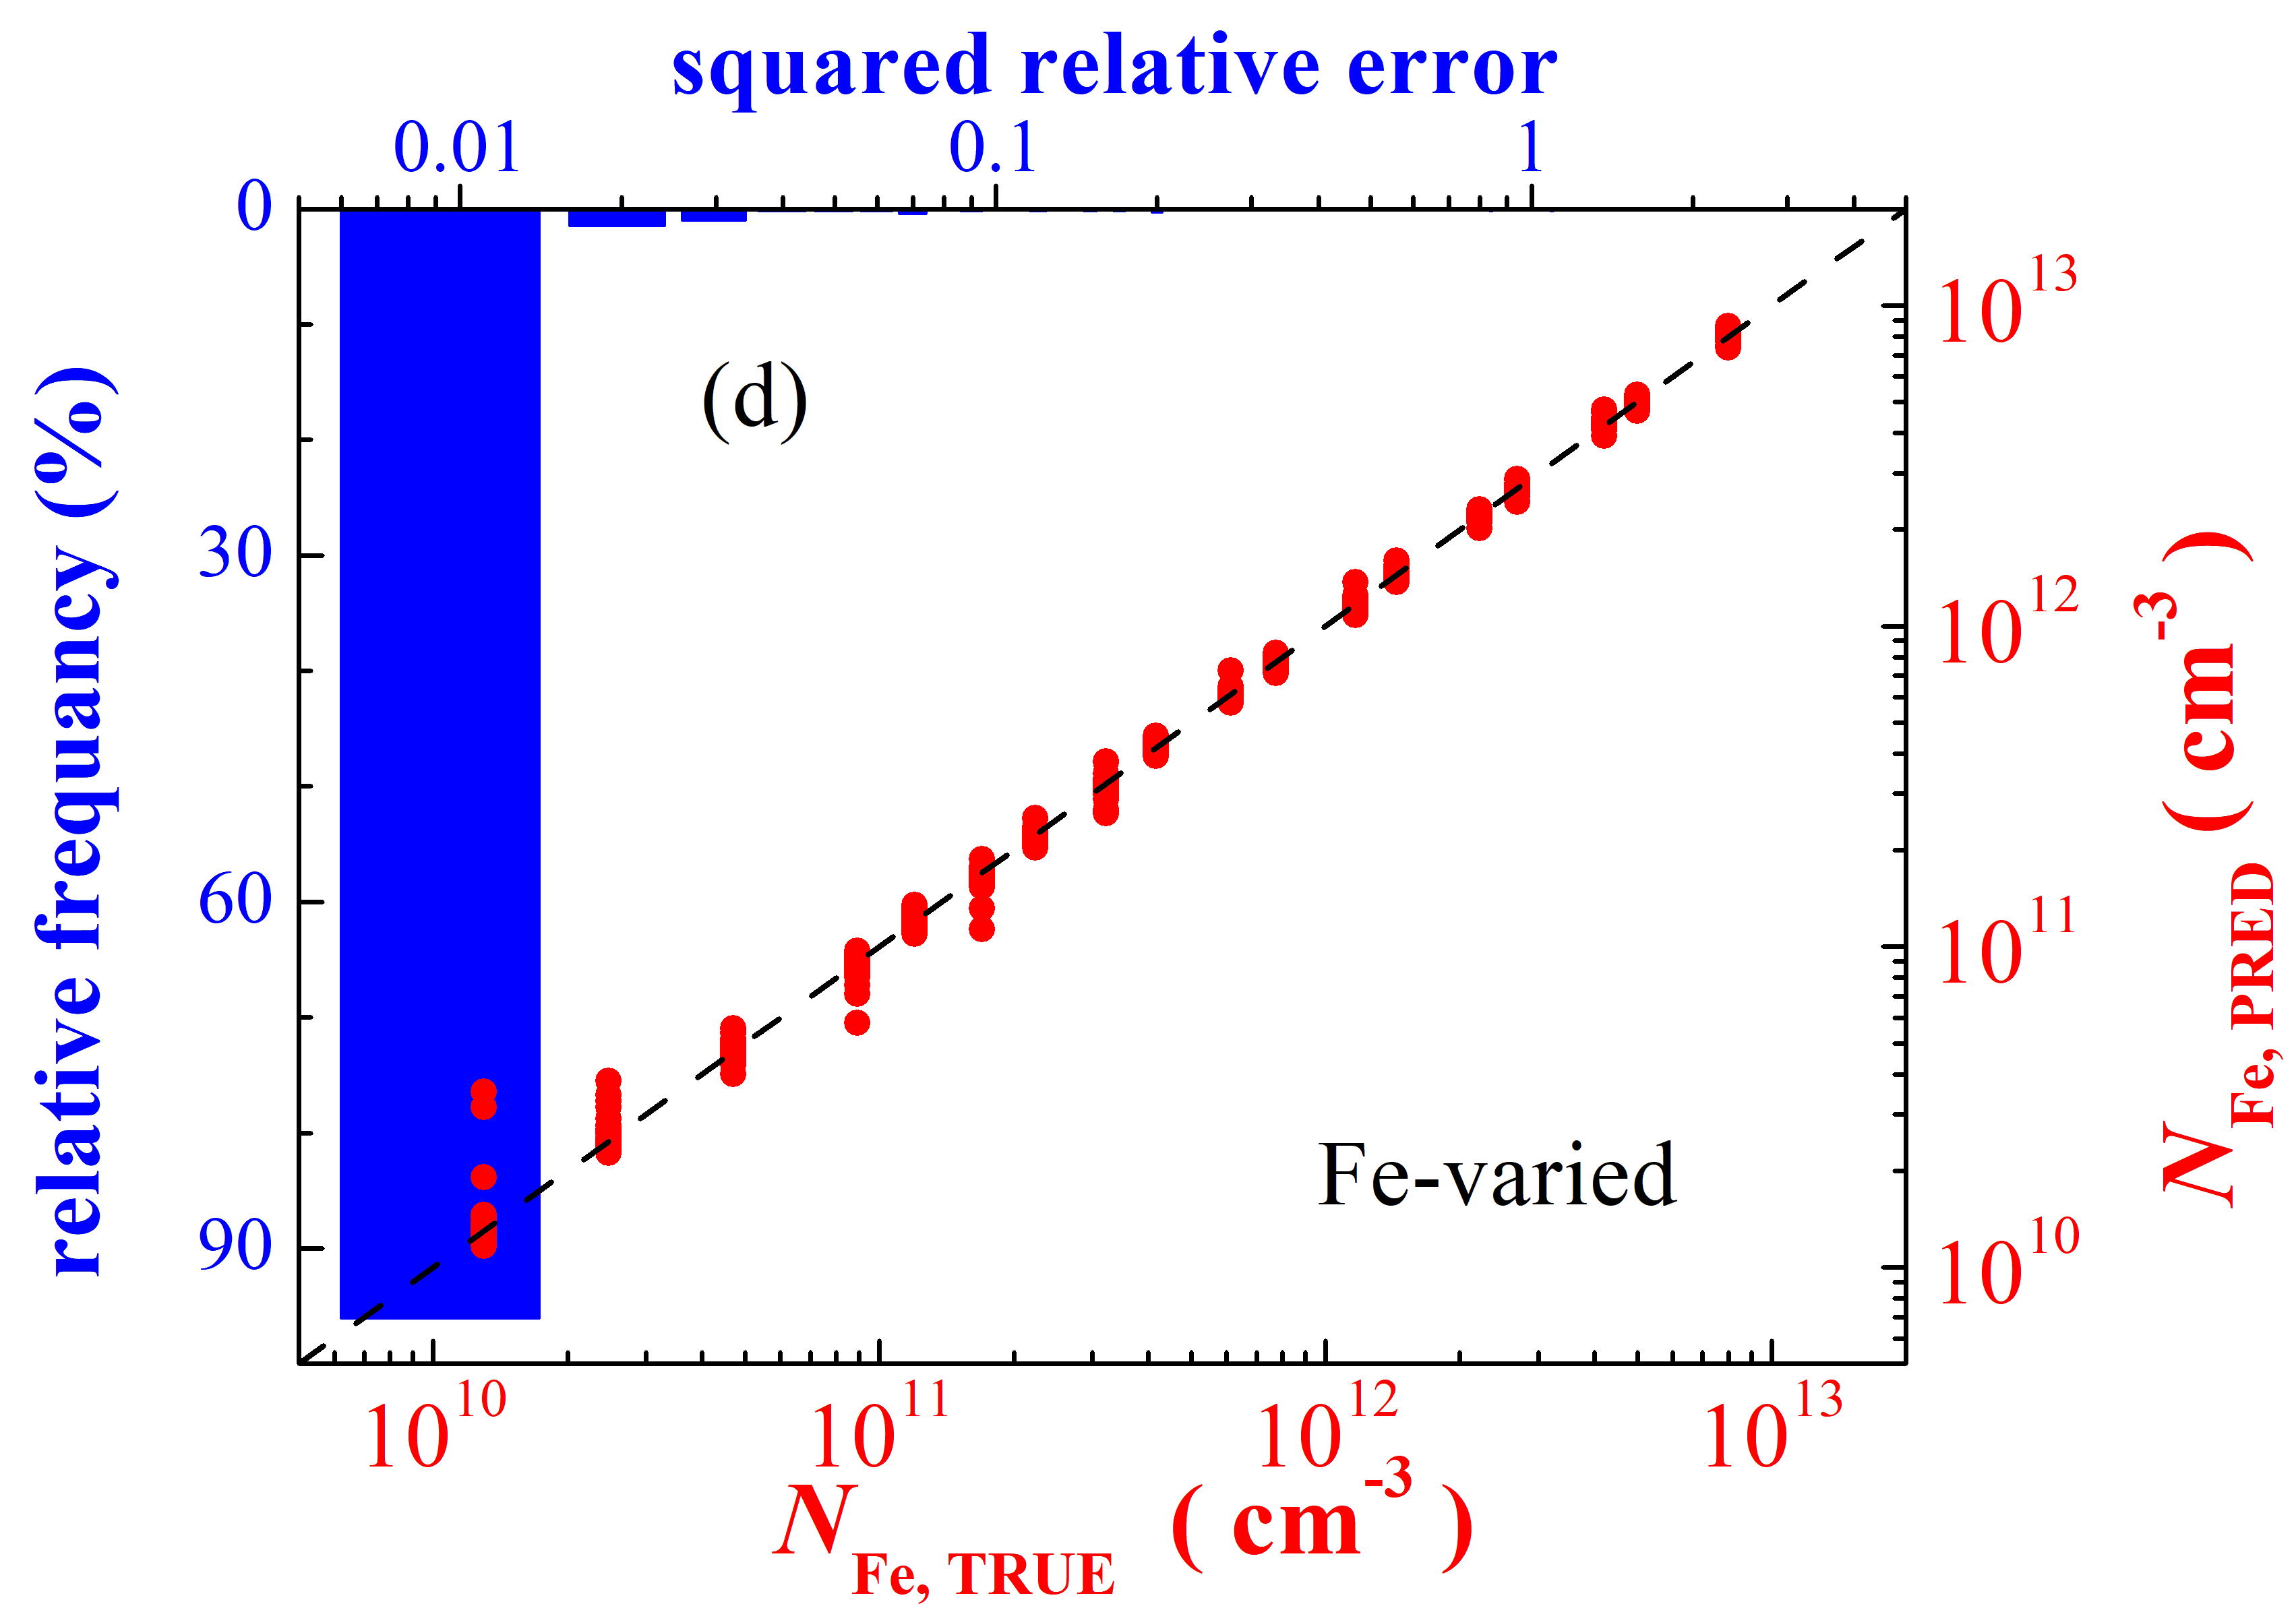 squared relative error
0.01 0.1 1
0
30
60
90
relative frequancy (%)
(d)
Fe-varied
10^13
10^12
10^11
10^10
N Fe, PRED ( cm^-3 )
10^10 10^11 10^12 10^13
N Fe, TRUE ( cm^-3 )